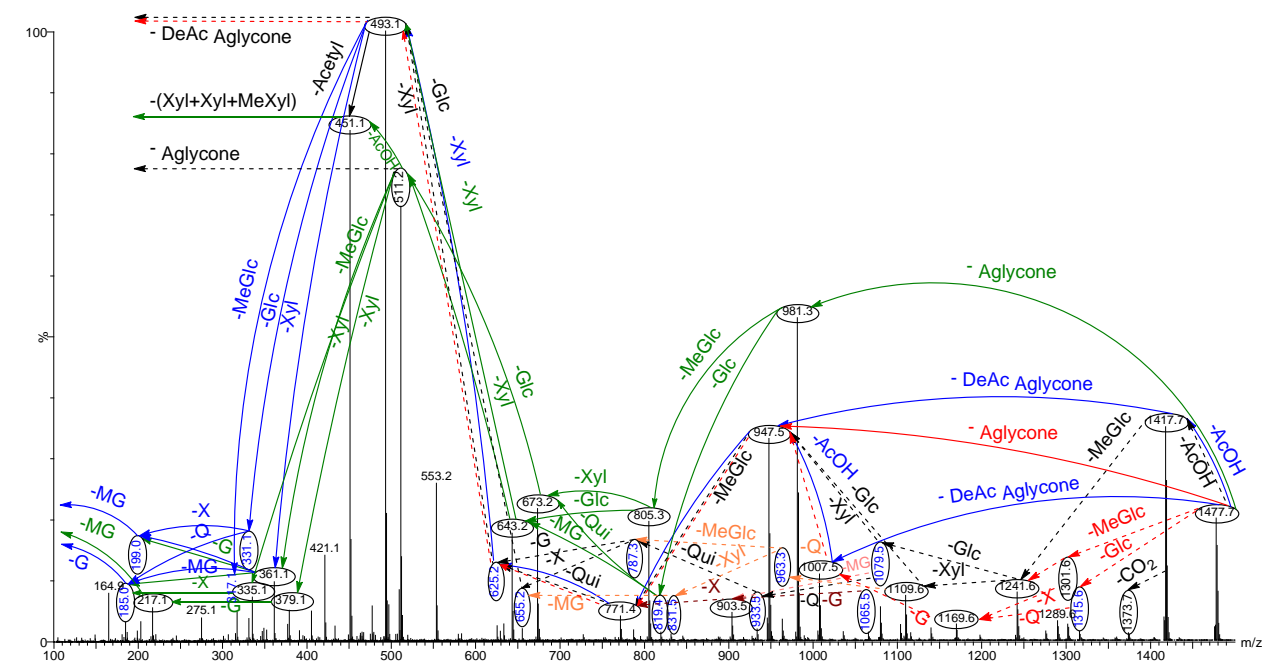 100
%
0
- DeAc Aglycone
-(Xyl+Xyl+MeXyl)
- Aglycone
493.1
-Acetyl
451.1
-AcOH
511.2
-Glc
-Xyl
-Xyl
-Xyl
-MeGlc
-Glc
-Xyl
-MeGlc
-Xyl
-Xyl
- Aglycone
981.3
-MeGlc
-Glc
- DeAc Aglycone
- Aglycone
1417.7
-AcOH
-AcOH
-MeGlc
947.5
-MeGlc
-AcOH
-Glc
-Xyl
- DeAc Aglycone
1477.7
-Glc
-Xyl
553.2
673.2
-Xyl
-Glc
-MG
-Qui
805.3
643.2
-MG
-MG
-G
-X
-Q
-G
-MG
-X
-G
199.0
331.1
421.1
361.1
335.1
164.9
185.0
217.1
275.1
379.1
625.2
-G
-X
-Qui
655.2
-MG
771.4
787.3
-MeGlc
-Qui
-Xyl
819.4
831.5
-X
903.5
933.5
963.3
-Q
-Q
-G
1007.5
-MG
1079.5
1065.5
-G
1109.6
-Glc
-Xyl
1169.6
1241.6
-MeGlc
-Glc
1301.6
-X
-Q
1289.6
1315.6
-CO2
1373.7
100
200
300
400
500
600
700
800
900
1000
1100
1200
1300
1400
m/z